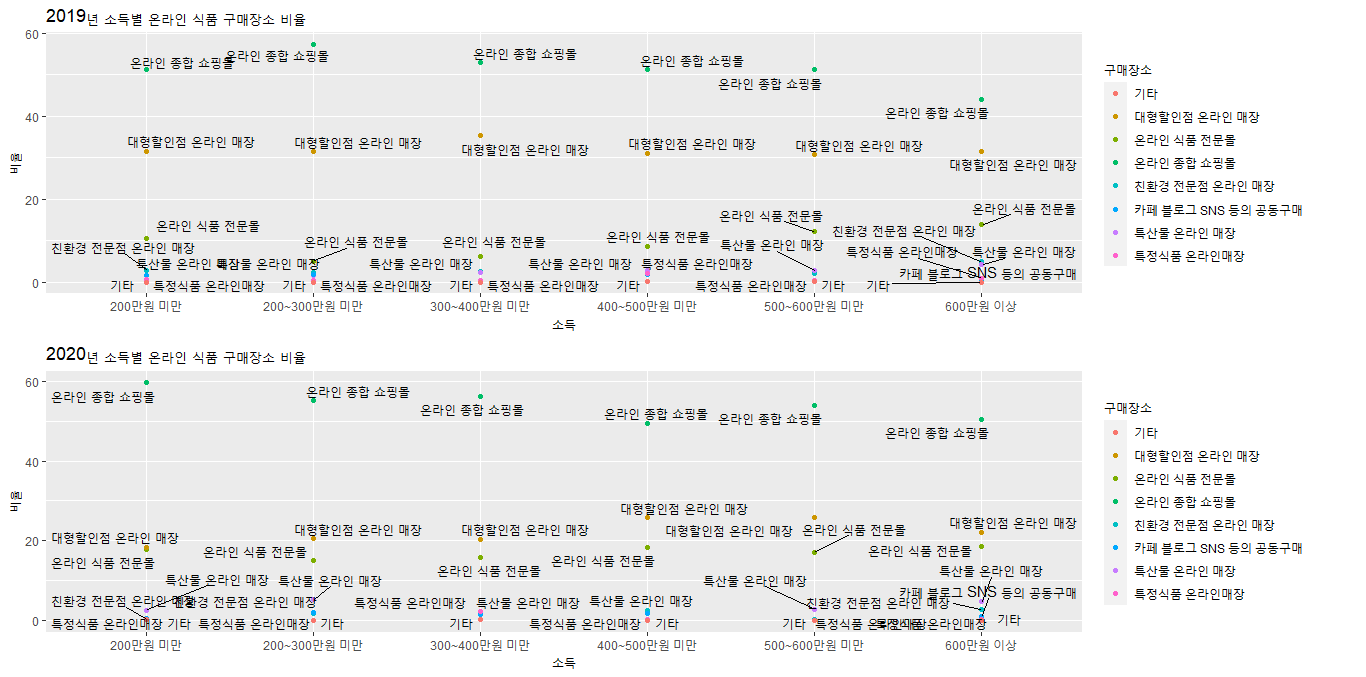 2019년 소득별 온라인 식품 구매장소 비율
60
40
20
0
비율
온라인 종합 쇼핑몰
온라인 종합 쇼핑몰
온라인 종합 쇼핑몰
온라인 종합 쇼핑몰
온라인 종합 쇼핑몰
온라인 종합 쇼핑몰
대형할인점 온라인 매장
대형할인점 온라인 매장
대형할인점 온라인 매장
대형할인점 온라인 매장
대형할인점 온라인 매장
대형할인점 온라인 매장
온라인 식품 전문몰
온라인 식품 전문몰
온라인 식품 전문몰
온라인 식품 전문몰
온라인 식품 전문몰
온라인 식품 전문몰
친환경 전문점 온라인 매장
친환경 전문점 온라인 매장
특산물 온라인 매장
특산물 온라인 매장
특산물 온라인 매장
특산물 온라인 매장
특산물 온라인 매장
특산물 온라인 매장
특정식품 온라인매장
특정식품 온라인매장
카페 블로그 SNS 등의 공동구매
기타
특정식품 온라인매장
기타
특정식품 온라인매장
기타
특정식품 온라인매장
기타
특정식품 온라인매장
기타
기타
200만원 미만
200~300만원 미만
300~400만원 미만
400~500만원 미만
500~600만원 미만
600만원 이상
소득
구매장소
기타
대형할인점 온라인 매장
온라인 식품 전문몰
온라인 종합 쇼핑몰
친환경 전문점 온라인 매장
카페 블로그 SNS 등의 공동구매
특산물 온라인 매장
특정식품 온라인매장
2020년 소득별 온라인 식품 구매장소 비율
60
40
20
0
비율
온라인 종합 쇼핑몰
온라인 종합 쇼핑몰
온라인 종합 쇼핑몰
온라인 종합 쇼핑몰
온라인 종합 쇼핑몰
온라인 종합 쇼핑몰
대형할인점 온라인 매장
대형할인점 온라인 매장
대형할인점 온라인 매장
대형할인점 온라인 매장
대형할인점 온라인 매장
대형할인점 온라인 매장
온라인 식품 전문몰
온라인 식품 전문몰
온라인 식품 전문몰
온라인 식품 전문몰
온라인 식품 전문몰
온라인 식품 전문몰
특산물 온라인 매장
특산물 온라인 매장
특산물 온라인 매장
특산물 온라인 매장
특산물 온라인 매장
특산물 온라인 매장
친환경 전문점 온라인 매장
친환경 전문점 온라인 매장
특정식품 온라인매장
친환경 전문점 온라인 매장
카페 블로그 SNS 등의 공동구매
특정식품 온라인매장
기타
특정식품 온라인매장
기타
기타
특정식품 온라인매장
기타
기타
특정식품 온라인매장
기타
200만원 미만
200~300만원 미만
300~400만원 미만
400~500만원 미만
500~600만원 미만
600만원 이상
소득
구매장소
기타
대형할인점 온라인 매장
온라인 식품 전문몰
온라인 종합 쇼핑몰
친환경 전문점 온라인 매장
카페 블로그 SNS 등의 공동구매
특산물 온라인 매장
특정식품 온라인매장